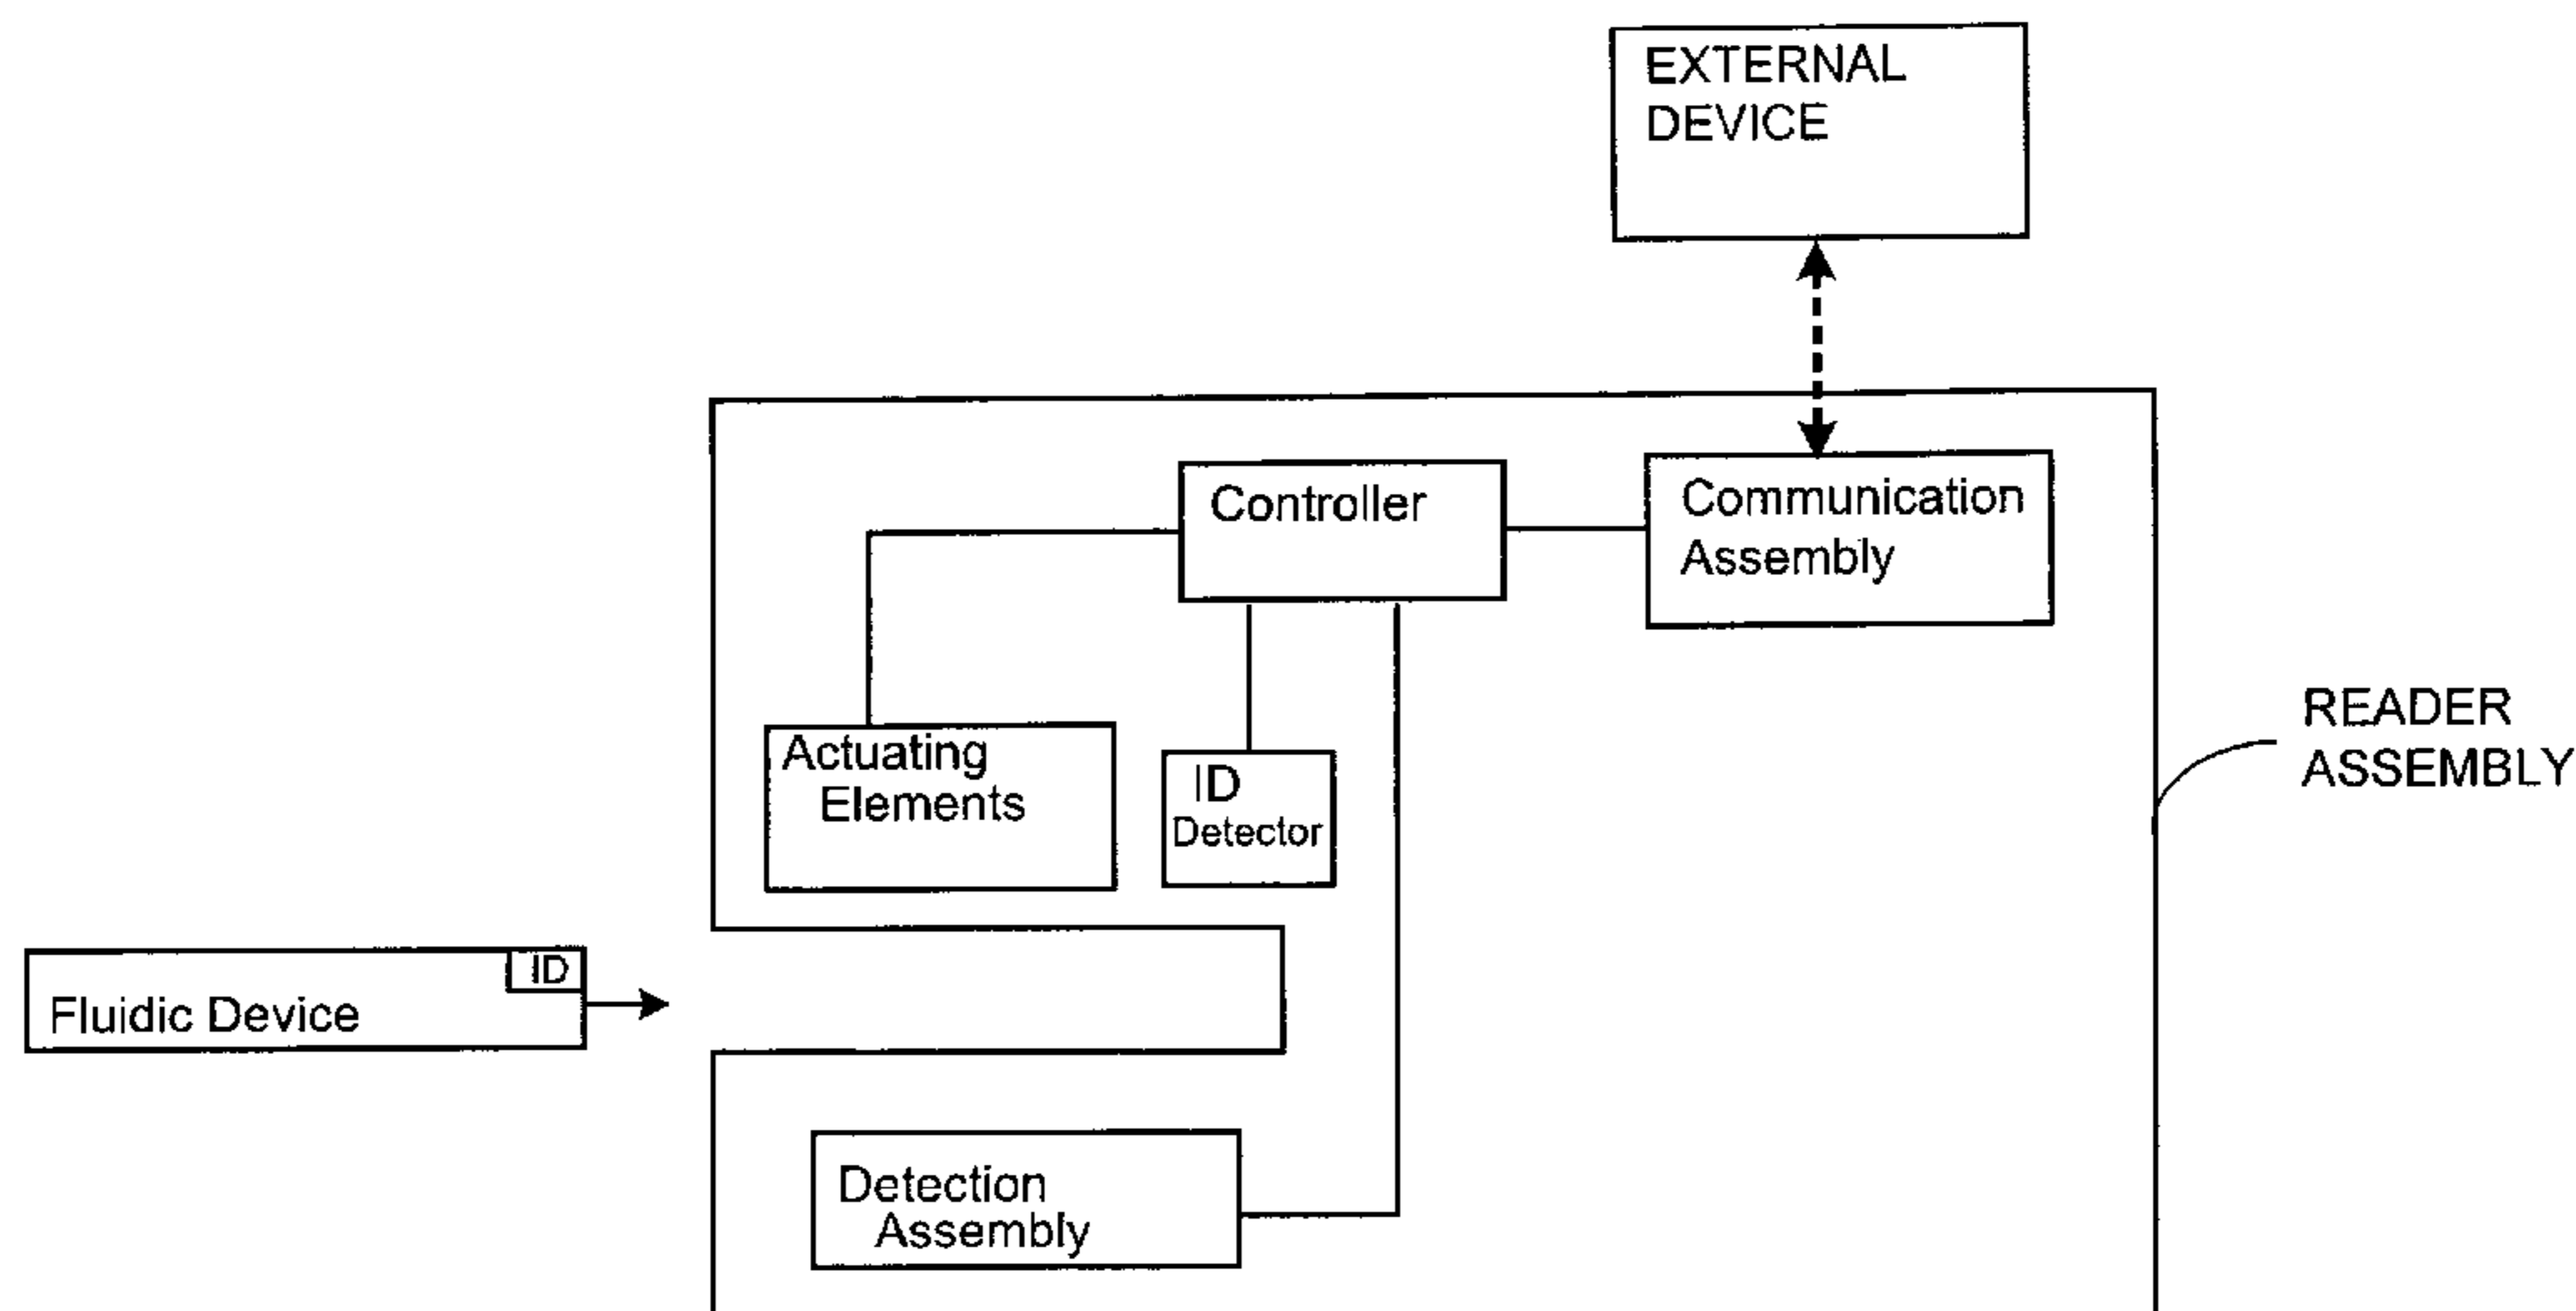 EXTERNAL
DEVICE
Controller
Communication
Assembly
READER
ASSEMBLY
Actuating
Elements
ID
Detector
ID
Fluidic Device
Detection
Assembly